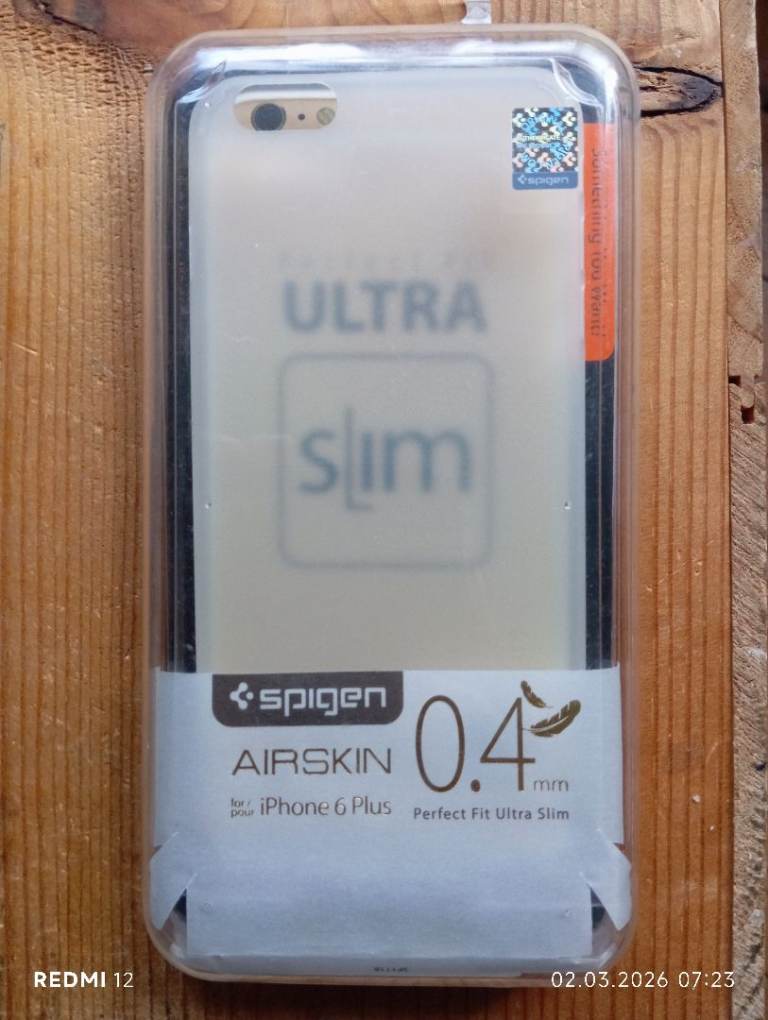 spigen
Something You Want!
ULTRA
sLim
spigen
AIRSKIN
0.4 mm
for/
pour iPhone 6 Plus
Perfect Fit Ultra Slim
REDMI 12
02.03.2026 07:23